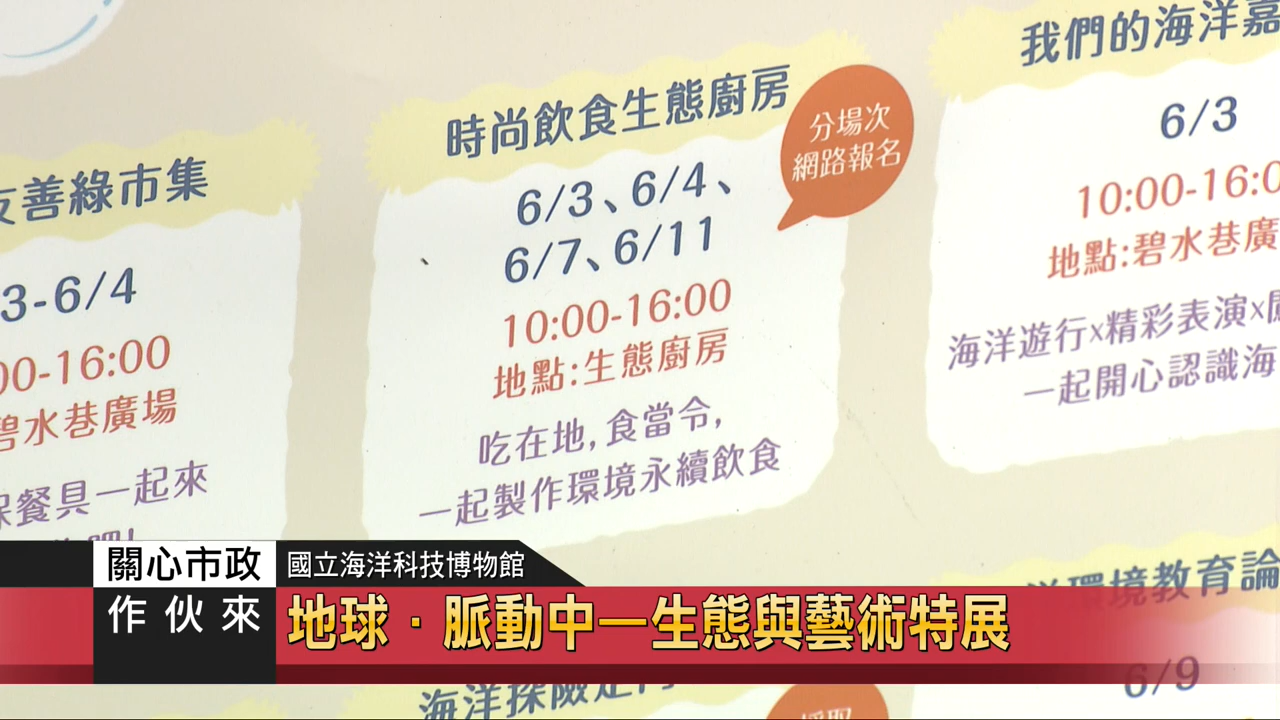 友善綠市集
3-6/4
00-16:00
碧水巷廣場
保餐具一起來
時尚飲食生態廚房
分場次
網路報名
6/3、6/4、
6/7、6/11
10:00-16:00
地點:生態廚房
吃在地,食當令,
一起製作環境永續飲食
我們的海洋嘉
6/3
10:00-16:0
地點:碧水巷廣
海洋遊行x精彩表演x
一起開心認識海
洋環境教育論
6/9
海洋探險
關心市政
作伙來
國立海洋科技博物館
地球‧脈動中—生態與藝術特展